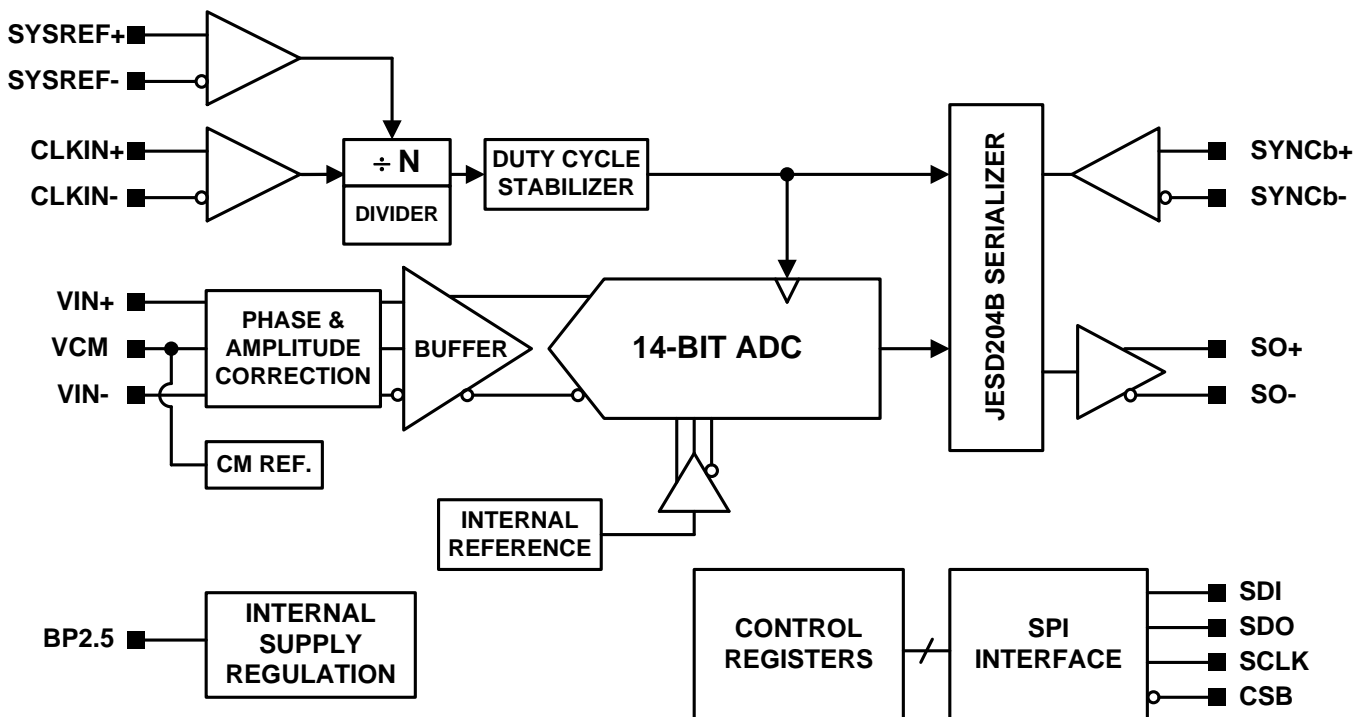 SYSREF+
SYSREF-
CLKIN+
CLKIN-
÷ N
DIVIDER
DUTY CYCLE
STABILIZER
JESD204B SERIALIZER
SYNCb+
SYNCb-
VIN+
VCM
VIN-
PHASE &
AMPLITUDE
CORRECTION
BUFFER
14-BIT ADC
SO+
SO-
CM REF.
INTERNAL
REFERENCE
BP2.5
INTERNAL
SUPPLY
REGULATION
CONTROL
REGISTERS
SPI
INTERFACE
SDI
SDO
SCLK
CSB